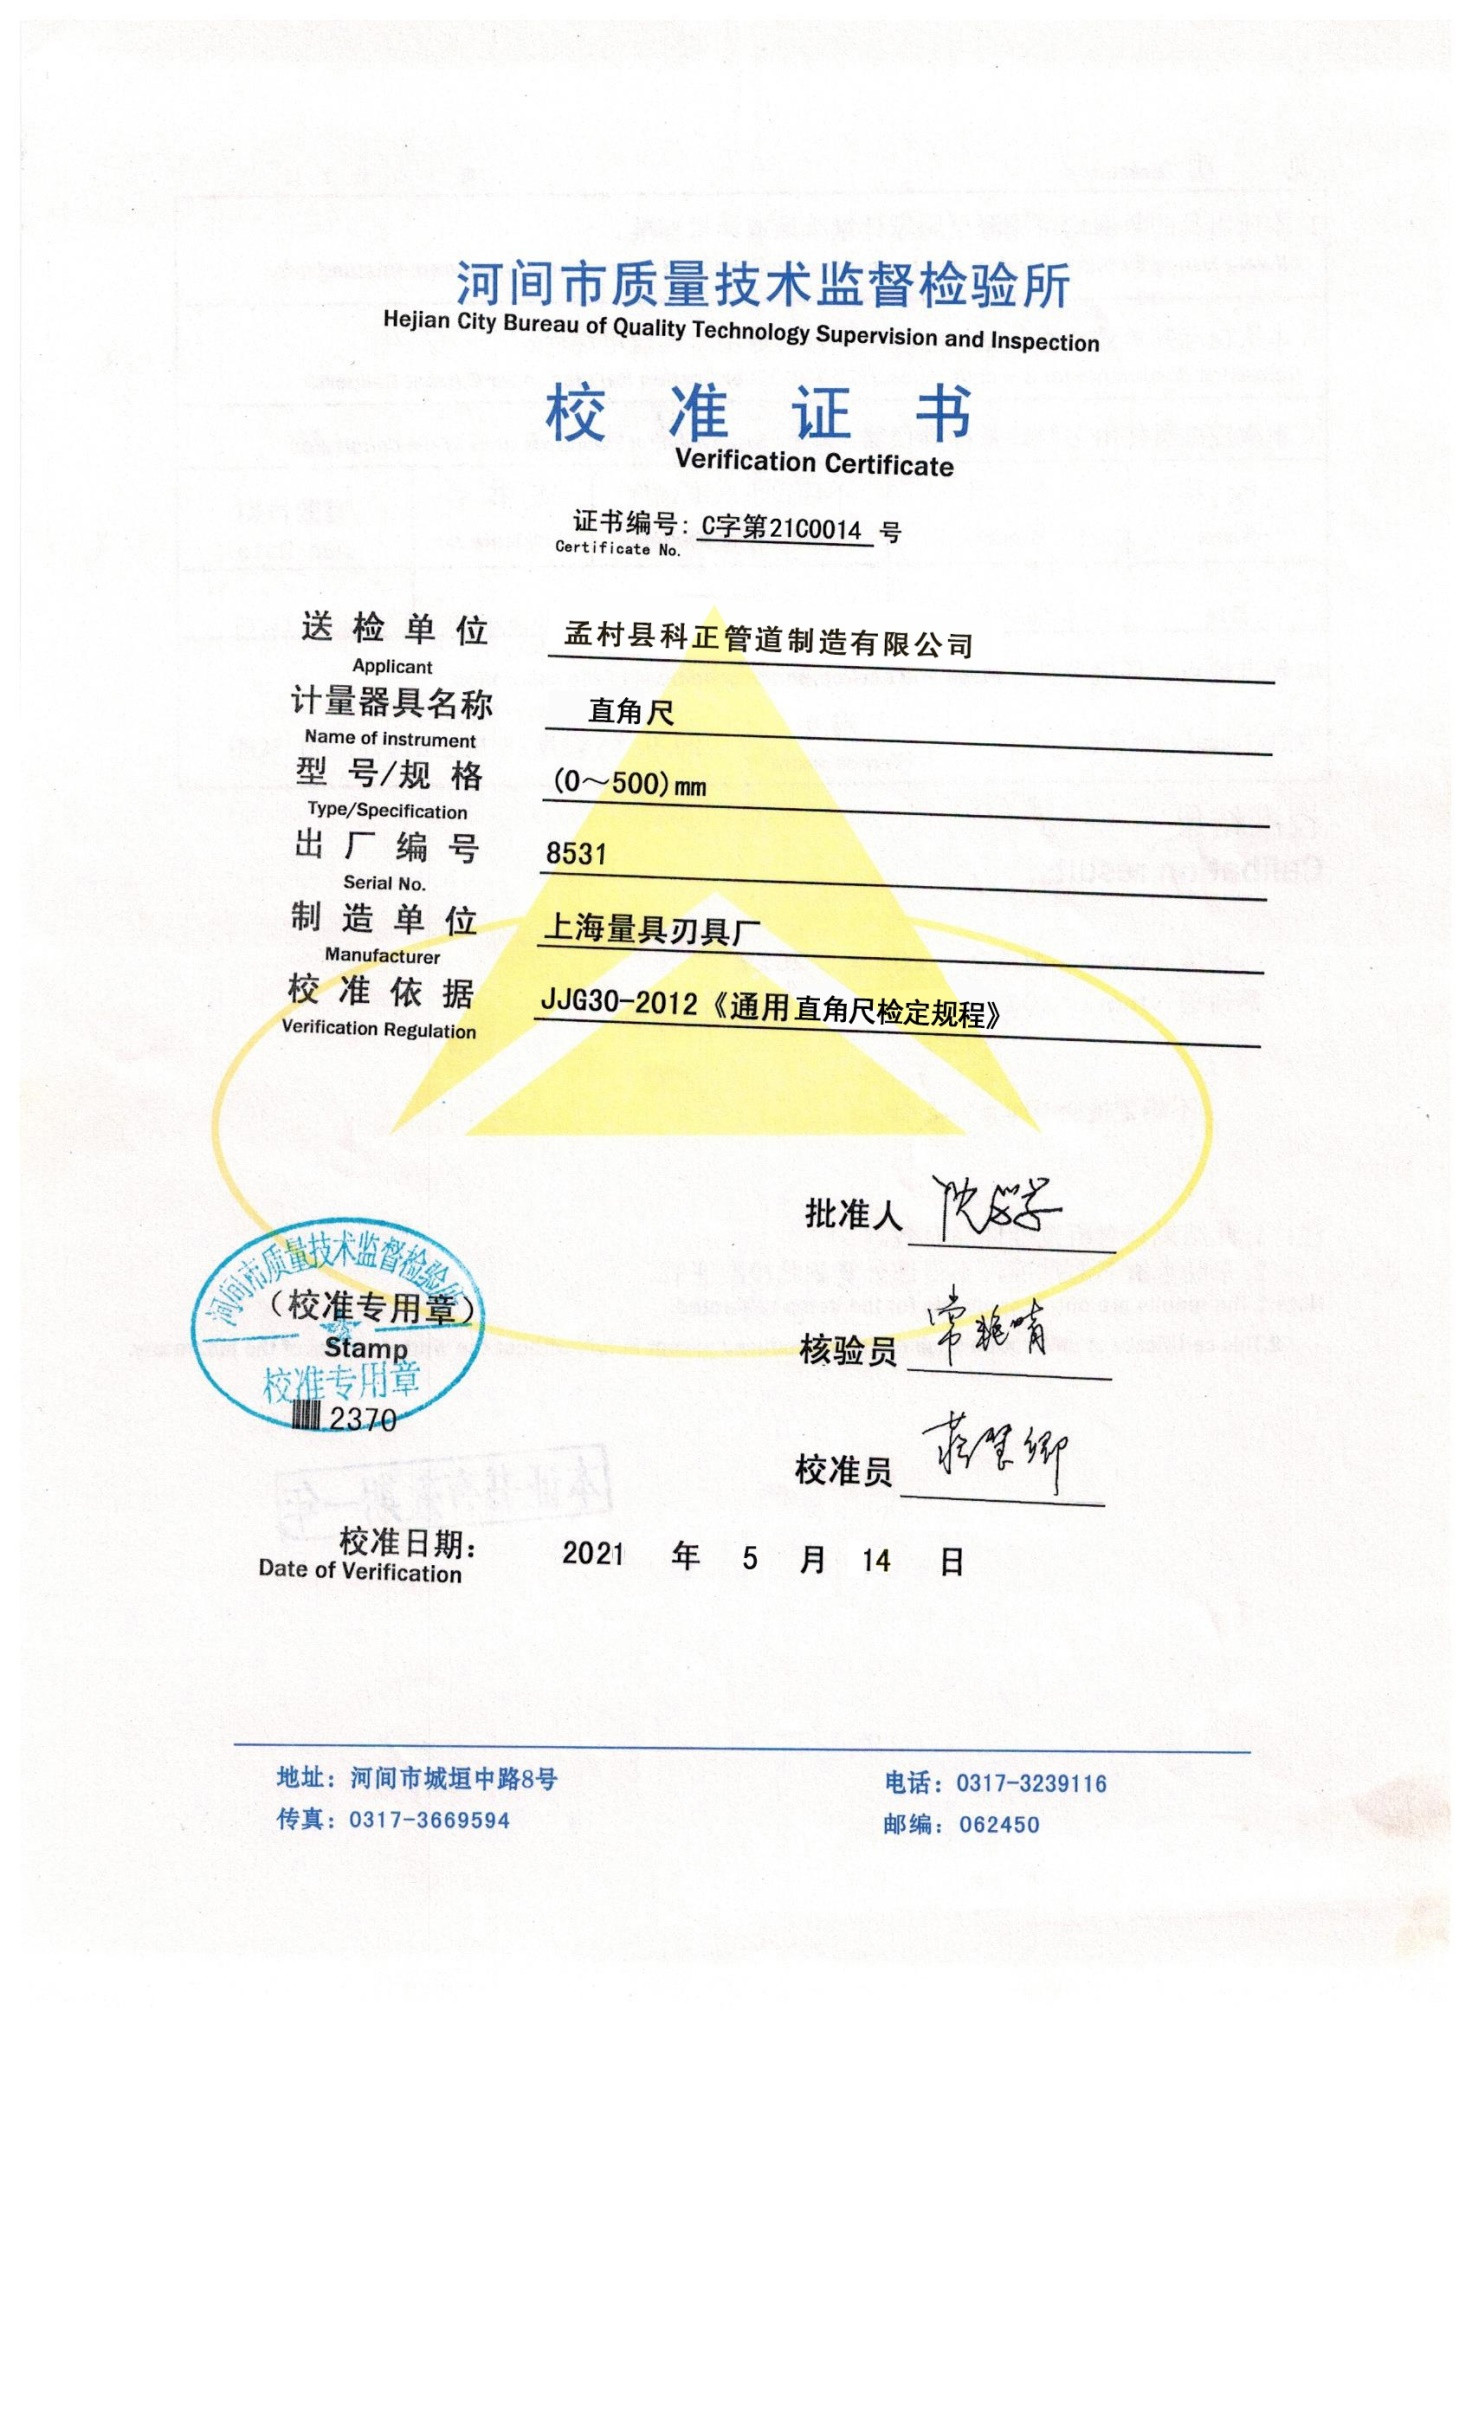 河间市质量技术监督检验所
Hejian City Bureau of Quality Technology Supervision and Inspection
校准证书
Verification Certificate
证书编号：C字第21C0014 号
Certificate No.
送检单位 孟村县科正管道制造有限公司
Applicant
计量器具名称 直角尺
Name of instrument
型号/规格 (0～500)mm
Type/Specification
出厂编号 8531
Serial No.
制造单位 上海量具刃具厂
Manufacturer
校准依据 JJG30-2012《通用直角尺检定规程》
Verification Regulation
批准人
河间市质量技术监督检验所
（校准专用章）
Stamp
校准专用章
2370
核验员 常艳晴
校准员
校准日期： 2021 年 5 月 14 日
Date of Verification
地址：河间市城垣中路8号 电话：0317-3239116
传真：0317-3669594 邮编：062450